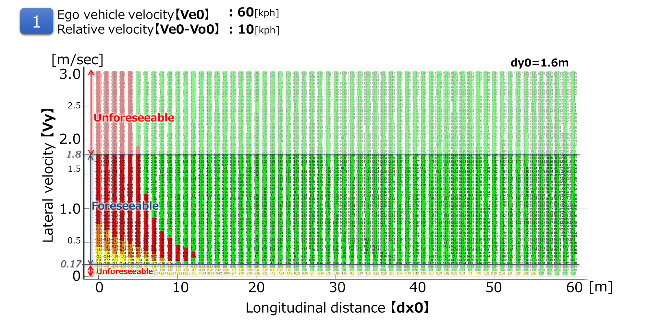 1
Ego vehicle velocity【Ve0】 : 60[kph]
Relative velocity【Ve0-Vo0】 : 10[kph]
[m/sec]
dy0=1.6m
3.0
2.5
Unforeseeable
2.0
1.8
1.5
Foreseeable
1.0
0.5
0.17
Unforeseeable
0
Lateral velocity【Vy】
0 10 20 30 40 50 60 [m]
Longitudinal distance【dx0】